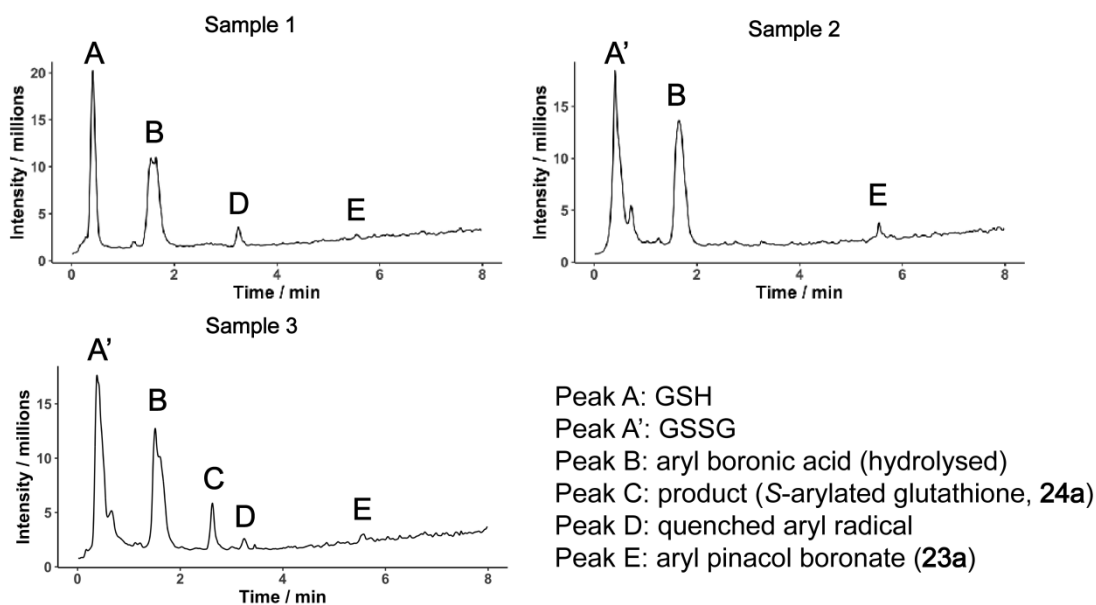 Sample 1
A
B
D
E
Intensity / millions
20
15
10
5
0
0
2
4
6
8
Time / min
Sample 2
A'
B
E
Intensity / millions
15
10
5
0
0
2
4
6
8
Time / min
Sample 3
A’
B
C
D
E
Intensity / millions
15
10
5
0
0
2
4
6
8
Time / min
Peak A: GSH
Peak A’: GSSG
Peak B: aryl boronic acid (hydrolysed)
Peak C: product (S-arylated glutathione, 24a)
Peak D: quenched aryl radical
Peak E: aryl pinacol boronate (23a)